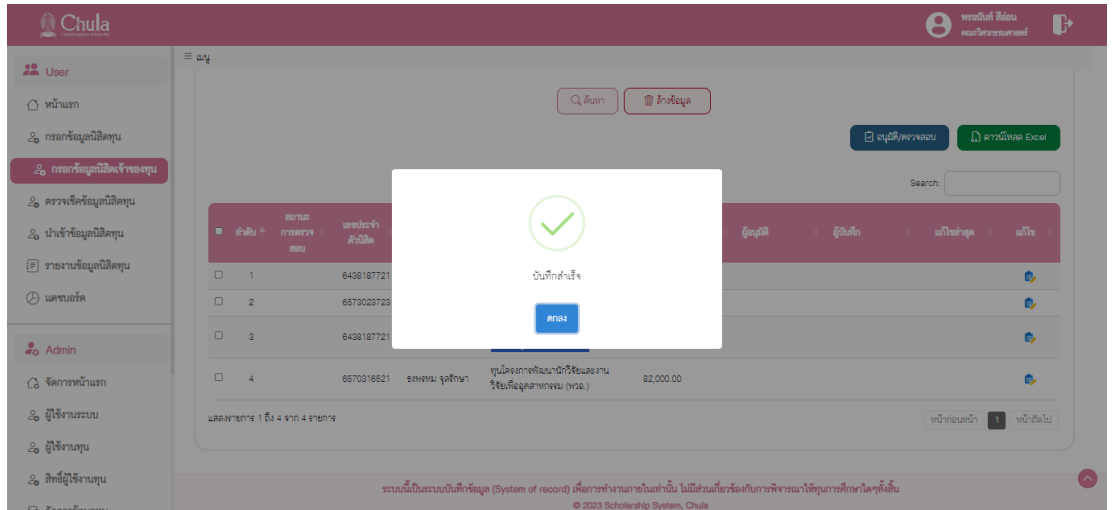 Chula
พรอนันท์ สีอ่อน
คณะวิศวกรรมศาสตร์
User
หน้าแรก
กรอกข้อมูลนิสิตทุน
กรอกข้อมูลนิสิตเจ้าของทุน
ตรวจเช็คข้อมูลนิสิตทุน
นำเข้าข้อมูลนิสิตทุน
รายงานข้อมูลนิสิตทุน
แดชบอร์ด
Admin
จัดการหน้าแรก
ผู้ใช้งานระบบ
ผู้ใช้งานทุน
สิทธิ์ผู้ใช้งานทุน
เมนู
ค้นหา
ล้างข้อมูล
อนุมัติ/ตรวจสอบ
ดาวน์โหลด Excel
Search:
ลำดับ
สถานะ
การตรวจ
สอบ
เลขประจำ
ตัวนิสิต
ผู้อนุมัติ
ผู้บันทึก
แก้ไขล่าสุด
แก้ไข
1 6438187721
2 6573023723
3 6438187721
บันทึกสำเร็จ
ตกลง
4 6570316521 82,000.00
ทุนโครงการพัฒนานักวิจัยและงาน
วิจัยเพื่ออุตสาหกรรม (พวอ.)
แสดงรายการ 1 ถึง 4 จาก 4 รายการ
หน้าก่อนหน้า 1 หน้าถัดไป
ระบบนี้เป็นระบบบันทึกข้อมูล (System of record) เพื่อการทำงานภายในเท่านั้น ไม่มีส่วนเกี่ยวข้องกับการพิจารณาให้ทุนการศึกษาใดๆทั้งสิ้น
© 2023 Scholarship System, Chula